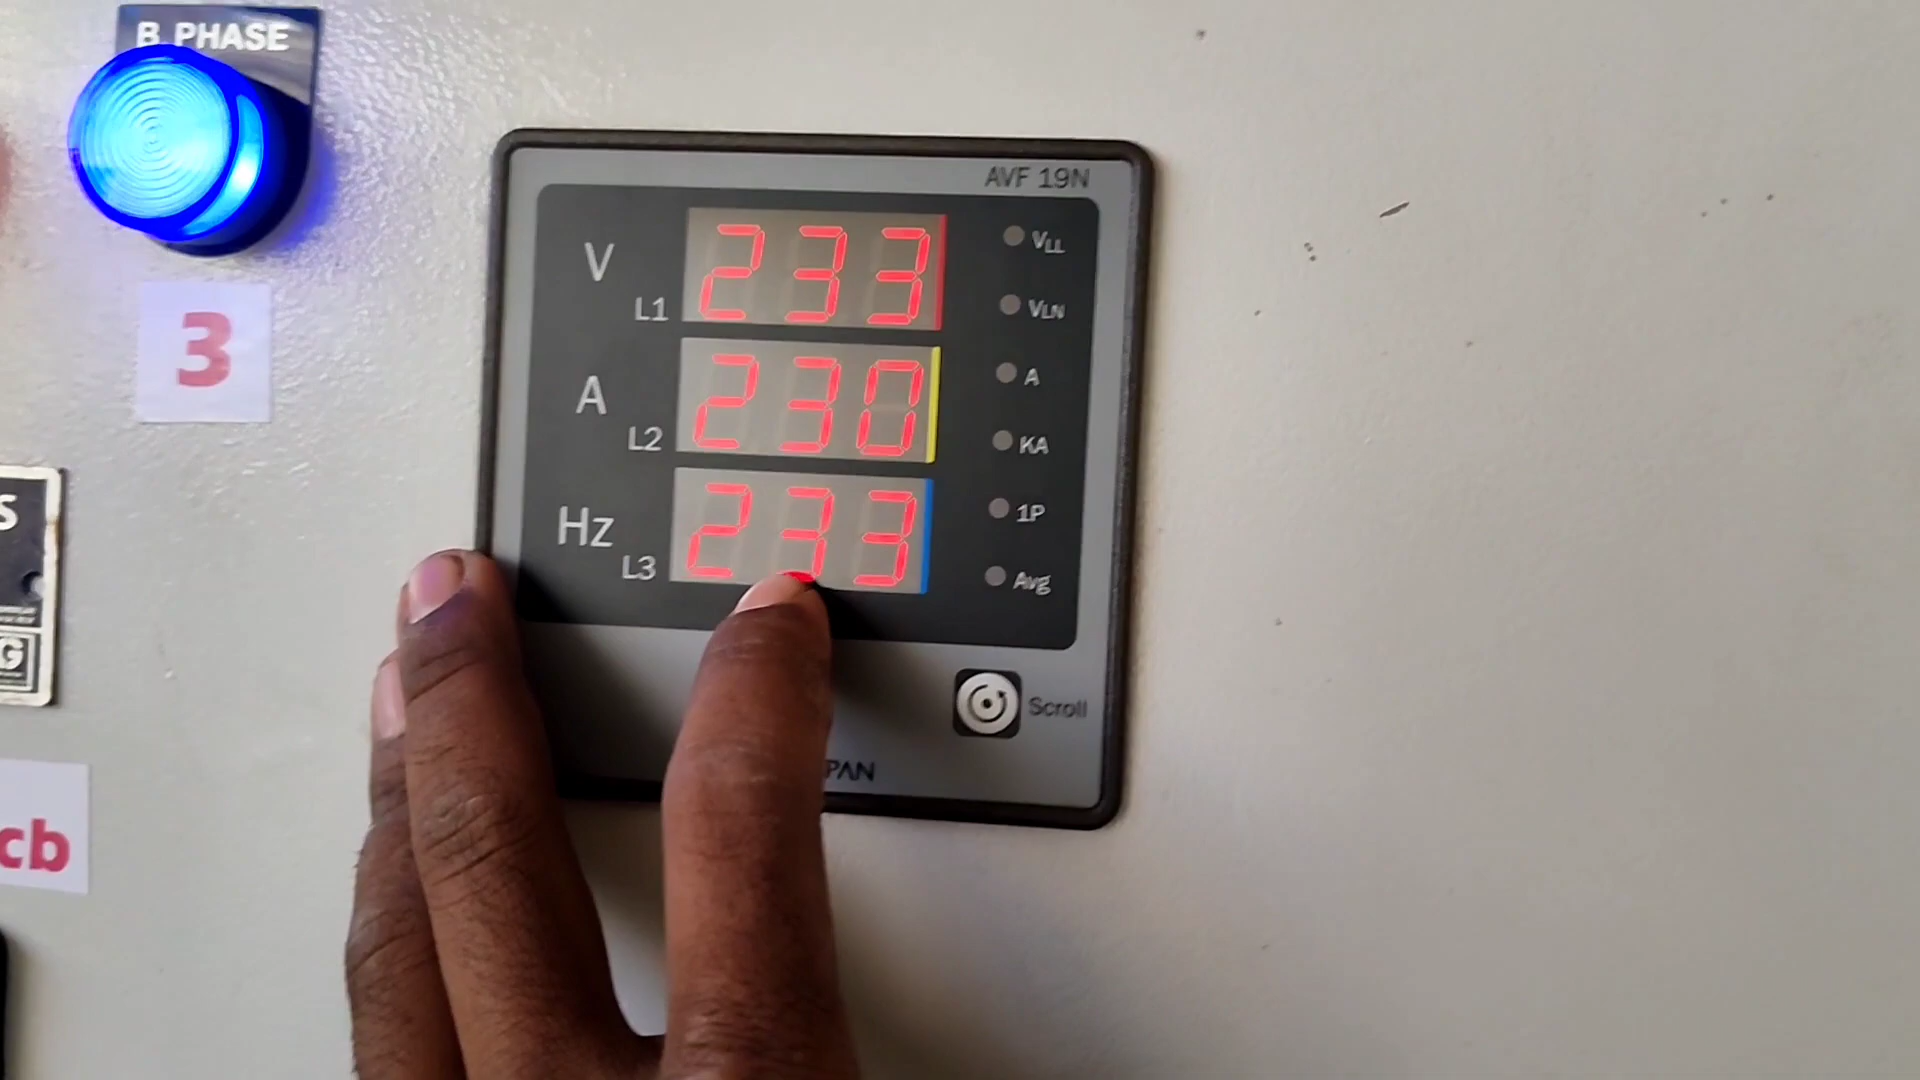 B. PHASE
3
S
G
cb
AVF 19N
V
L1
233
A
L2
230
Hz
L3
233
VLL
VLN
A
KA
1P
Avg
Scroll
PAN